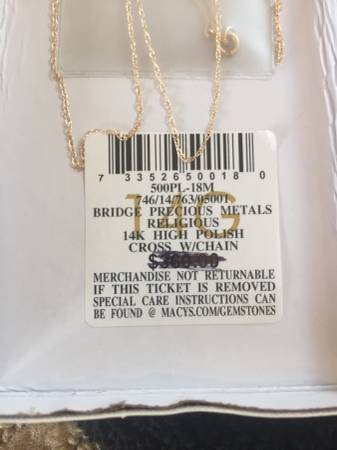 7 33526 50018 0
500PL-18M
746/14/763/05001
BRIDGE PRECIOUS METALS
RELIGIOUS
14K HIGH POLISH
CROSS W/CHAIN
MERCHANDISE NOT RETURNABLE
IF THIS TICKET IS REMOVED
SPECIAL CARE INSTRUCTIONS CAN
BE FOUND @ MACYS.COM/GEMSTONES